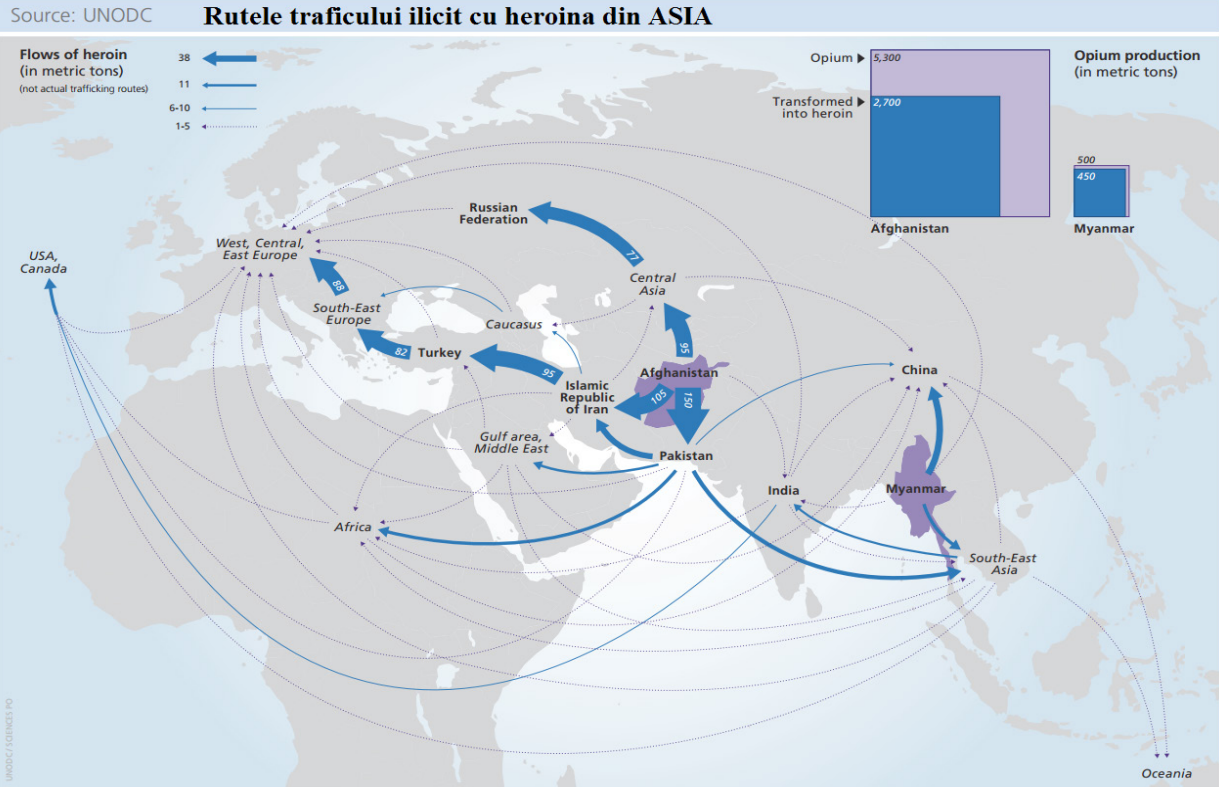 Source: UNODC
Rutele traficului ilicit cu heroina din ASIA
Flows of heroin
(in metric tons)
(not actual trafficking routes)
38
11
6-10
1-5
Opium
5,300
Transformed
into heroin
2,700
Afghanistan
Opium production
(in metric tons)
500
450
Myanmar
Russian
Federation
77
USA,
Canada
West, Central,
East Europe
88
Central
Asia
South-East
Europe
Caucasus
82
Turkey
95
95
Afghanistan
China
Islamic
Republic
of Iran
105
150
Gulf area,
Middle East
Pakistan
India
Myanmar
Africa
South-East
Asia
Oceania
UNODC / SCIENCES PO